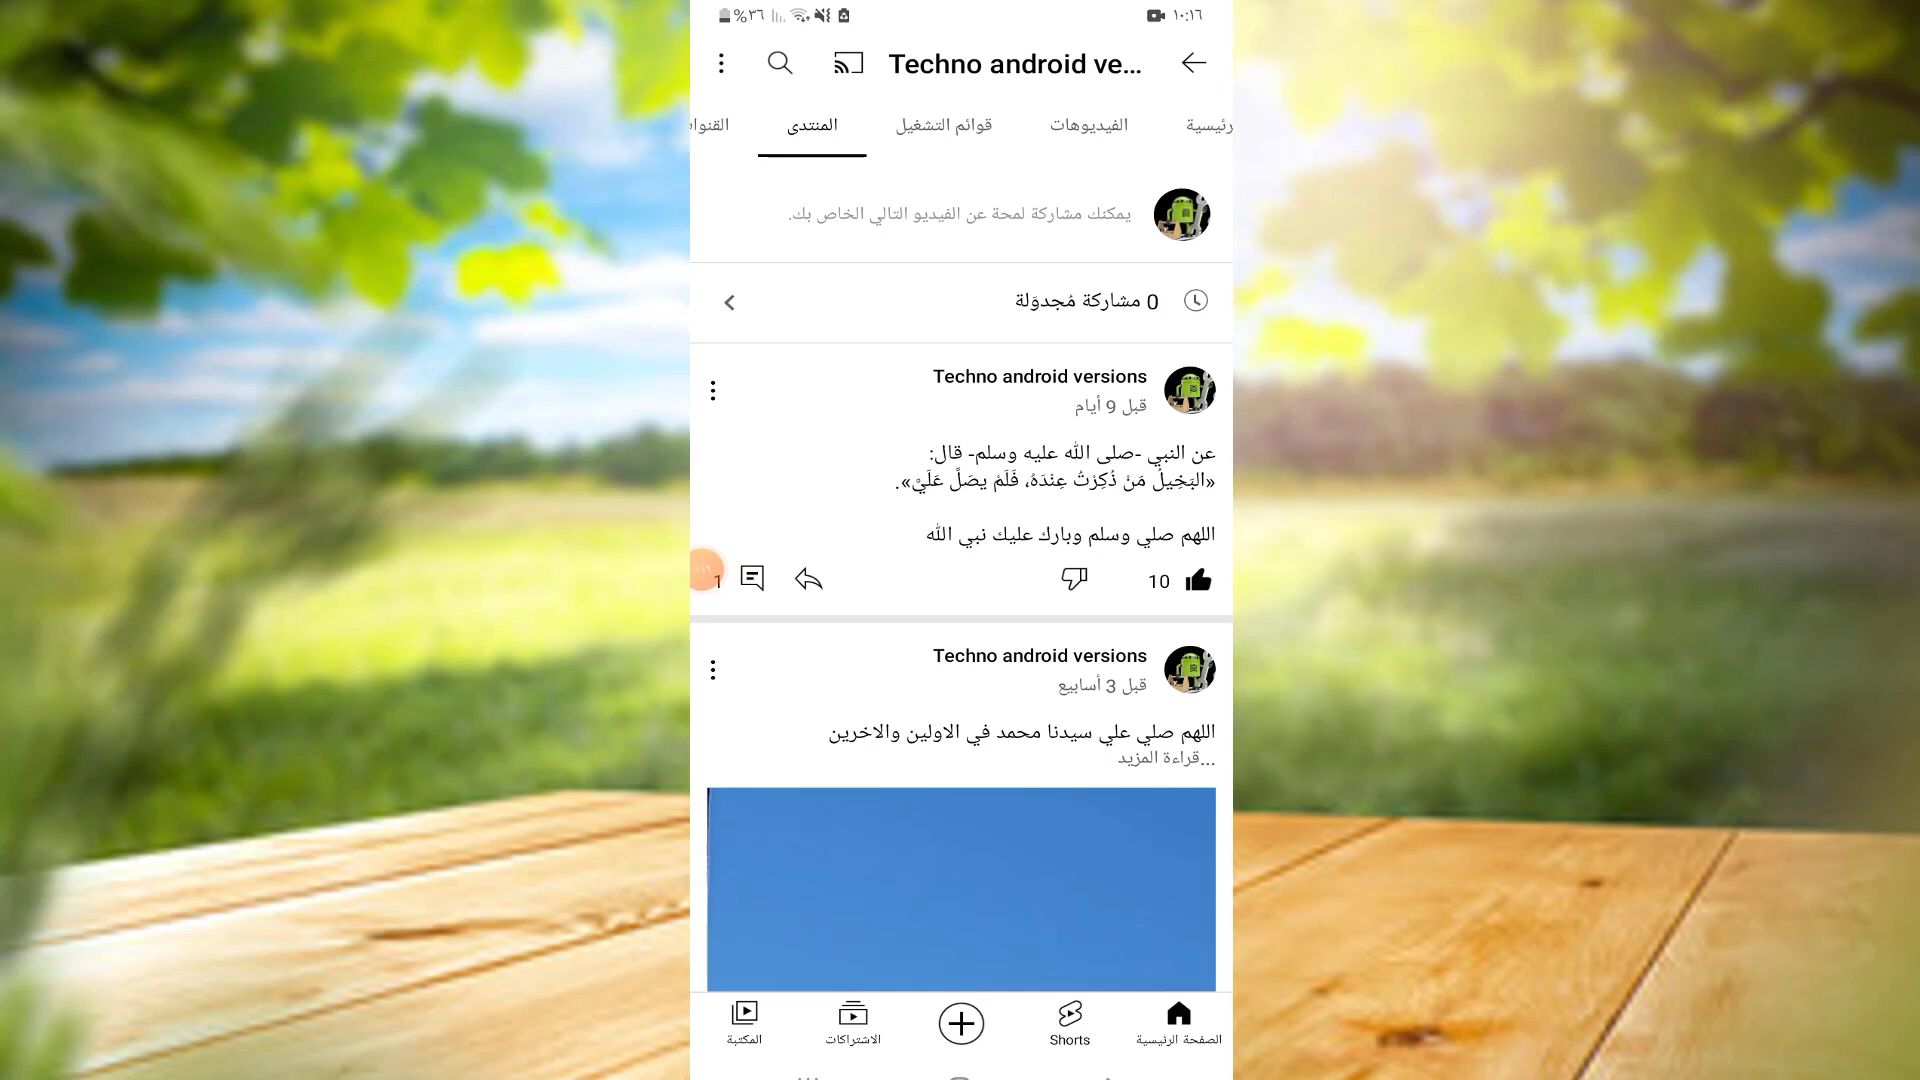 ١٠:١٦ %٣٦
Techno android ve...
رئيسية الفيديوهات قوائم التشغيل المنتدى القنوات
يمكنك مشاركة لمحة عن الفيديو التالي الخاص بك.
0 مشاركة مُجدوَلة
Techno android versions
قبل 9 أيام
عن النبي -صلى الله عليه وسلم- قال:
«البَخِيلُ مَنْ ذُكِرْتُ عِنْدَهُ، فَلَمْ يصَلِّ عَلَيَّ».
اللهم صلي وسلم وبارك عليك نبي الله
10 1
Techno android versions
قبل 3 أسابيع
اللهم صلي علي سيدنا محمد في الاولين والاخرين
...قراءة المزيد
الصفحة الرئيسية Shorts الاشتراكات المكتبة